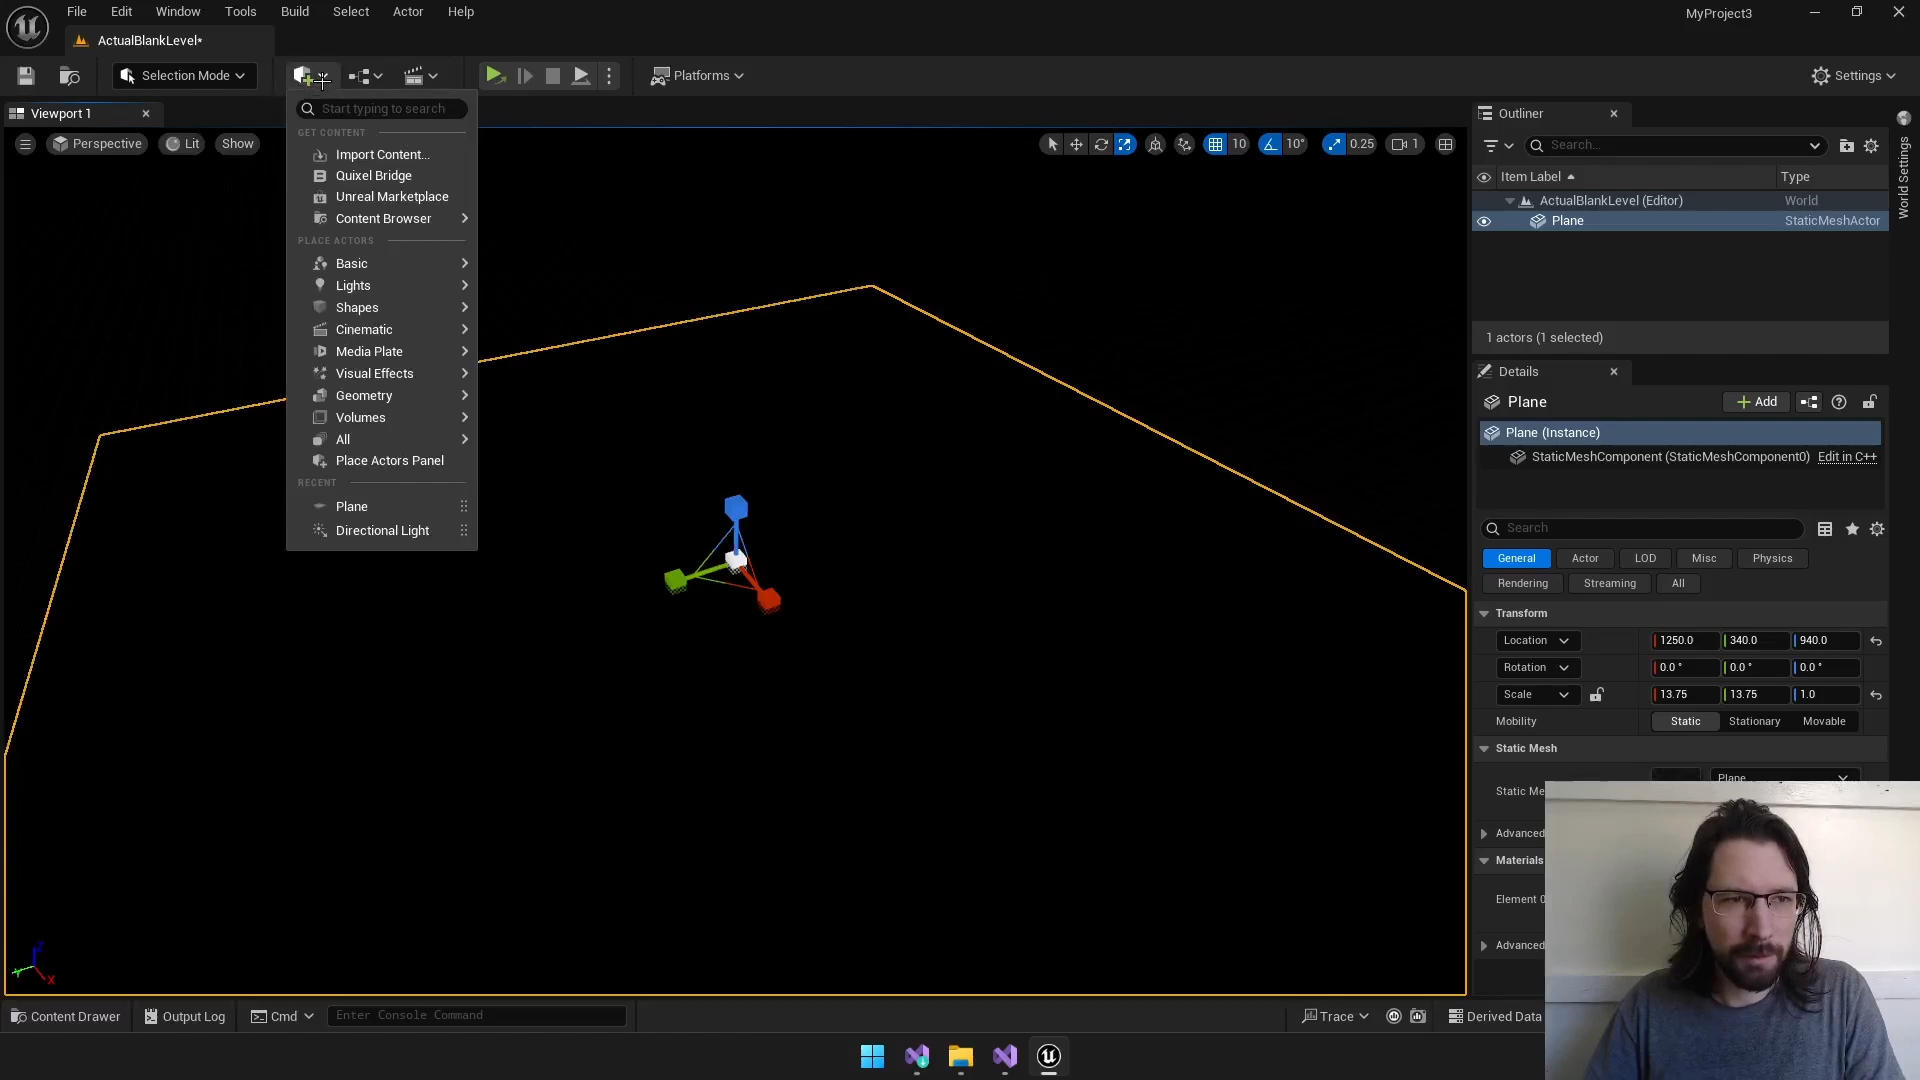 File Edit Window Tools Build Select Actor Help
MyProject3
ActualBlankLevel*
Selection Mode
Platforms
Settings
Viewport 1
Perspective
Lit
Show
10
10°
0.25
1
Start typing to search
GET CONTENT
Import Content...
Quixel Bridge
Unreal Marketplace
Content Browser
PLACE ACTORS
Basic
Lights
Shapes
Cinematic
Media Plate
Visual Effects
Geometry
Volumes
All
Place Actors Panel
RECENT
Plane
Directional Light
Z
Y
X
Outliner
Search...
Item Label Type
ActualBlankLevel (Editor) World
Plane StaticMeshActor
1 actors (1 selected)
World Settings
Details
Plane
Add
Plane (Instance)
StaticMeshComponent (StaticMeshComponent0) Edit in C++
Search
General Actor LOD Misc Physics
Rendering Streaming All
Transform
Location 1250.0 340.0 940.0
Rotation 0.0° 0.0° 0.0°
Scale 13.75 13.75 1.0
Mobility Static Stationary Movable
Static Mesh
Plane
Static Me
Advanced
Materials
Element 0
Advanced
Content Drawer Output Log Cmd Enter Console Command Trace Derived Data